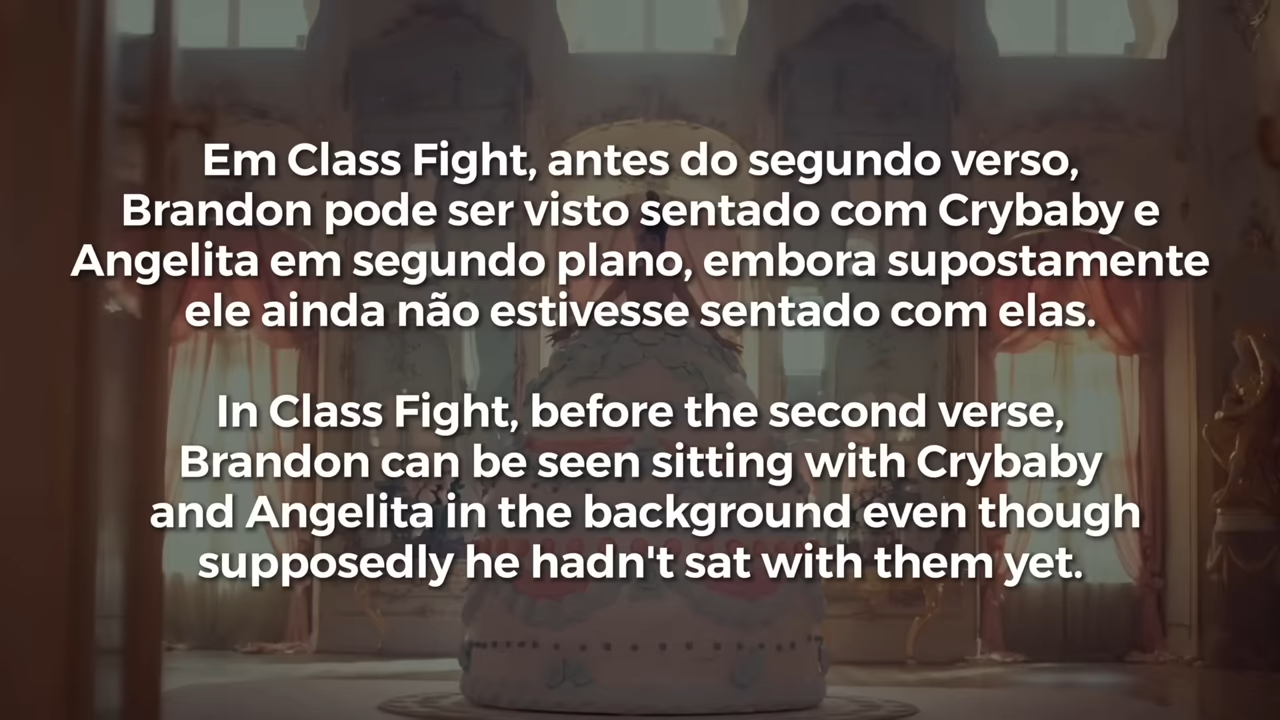 Em Class Fight, antes do segundo verso,
Brandon pode ser visto sentado com Crybaby e
Angelita em segundo plano, embora supostamente
ele ainda não estivesse sentado com elas.
In Class Fight, before the second verse,
Brandon can be seen sitting with Crybaby
and Angelita in the background even though
supposedly he hadn't sat with them yet.